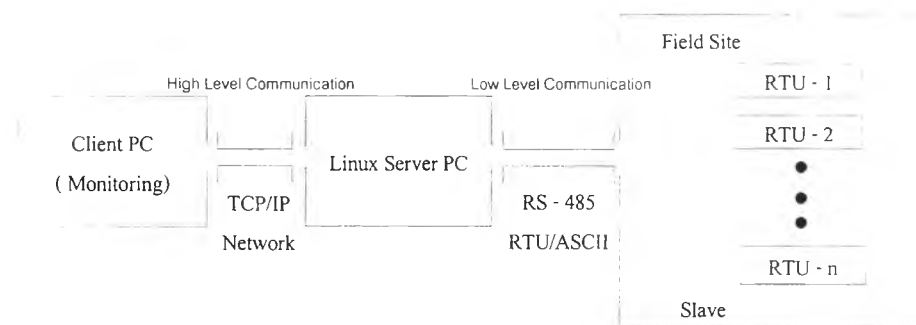 Field Site
High Level Communication
Low Level Communication
RTU - 1
Client PC
( Monitoring)
Linux Server PC
RTU - 2
TCP/IP
Network
RS - 485
RTU/ASCII
RTU - n
Slave